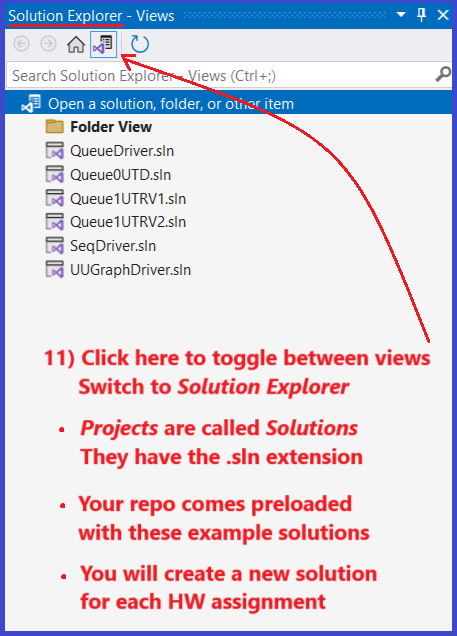 Solution Explorer - Views
Search Solution Explorer - Views (Ctrl+;)
Open a solution, folder, or other item
Folder View
QueueDriver.sln
Queue0UTD.sln
Queue1UTRV1.sln
Queue1UTRV2.sln
SeqDriver.sln
UUGraphDriver.sln
11) Click here to toggle between views
Switch to Solution Explorer
• Projects are called Solutions
They have the .sln extension
• Your repo comes preloaded
with these example solutions
• You will create a new solution
for each HW assignment